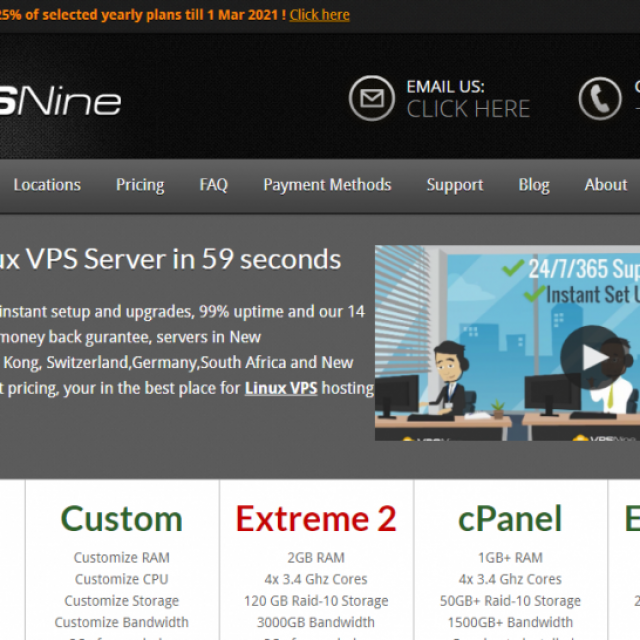 25% of selected yearly plans till 1 Mar 2021 ! Click here
SNine
EMAIL US:
CLICK HERE
Locations Pricing FAQ Payment Methods Support Blog About
ux VPS Server in 59 seconds
instant setup and upgrades, 99% uptime and our 14
money back gurantee, servers in New
Kong, Switzerland,Germany,South Africa and New
t pricing, your in the best place for Linux VPS hosting
24/7/365 Sup
Instant Set U
Custom
Customize RAM
Customize CPU
Customize Storage
Customize Bandwidth
Extreme 2
2GB RAM
4x 3.4 Ghz Cores
120 GB Raid-10 Storage
3000GB Bandwidth
cPanel
1GB+ RAM
4x 3.4 Ghz Cores
50GB+ Raid-10 Storage
1500GB+ Bandwidth
E
2